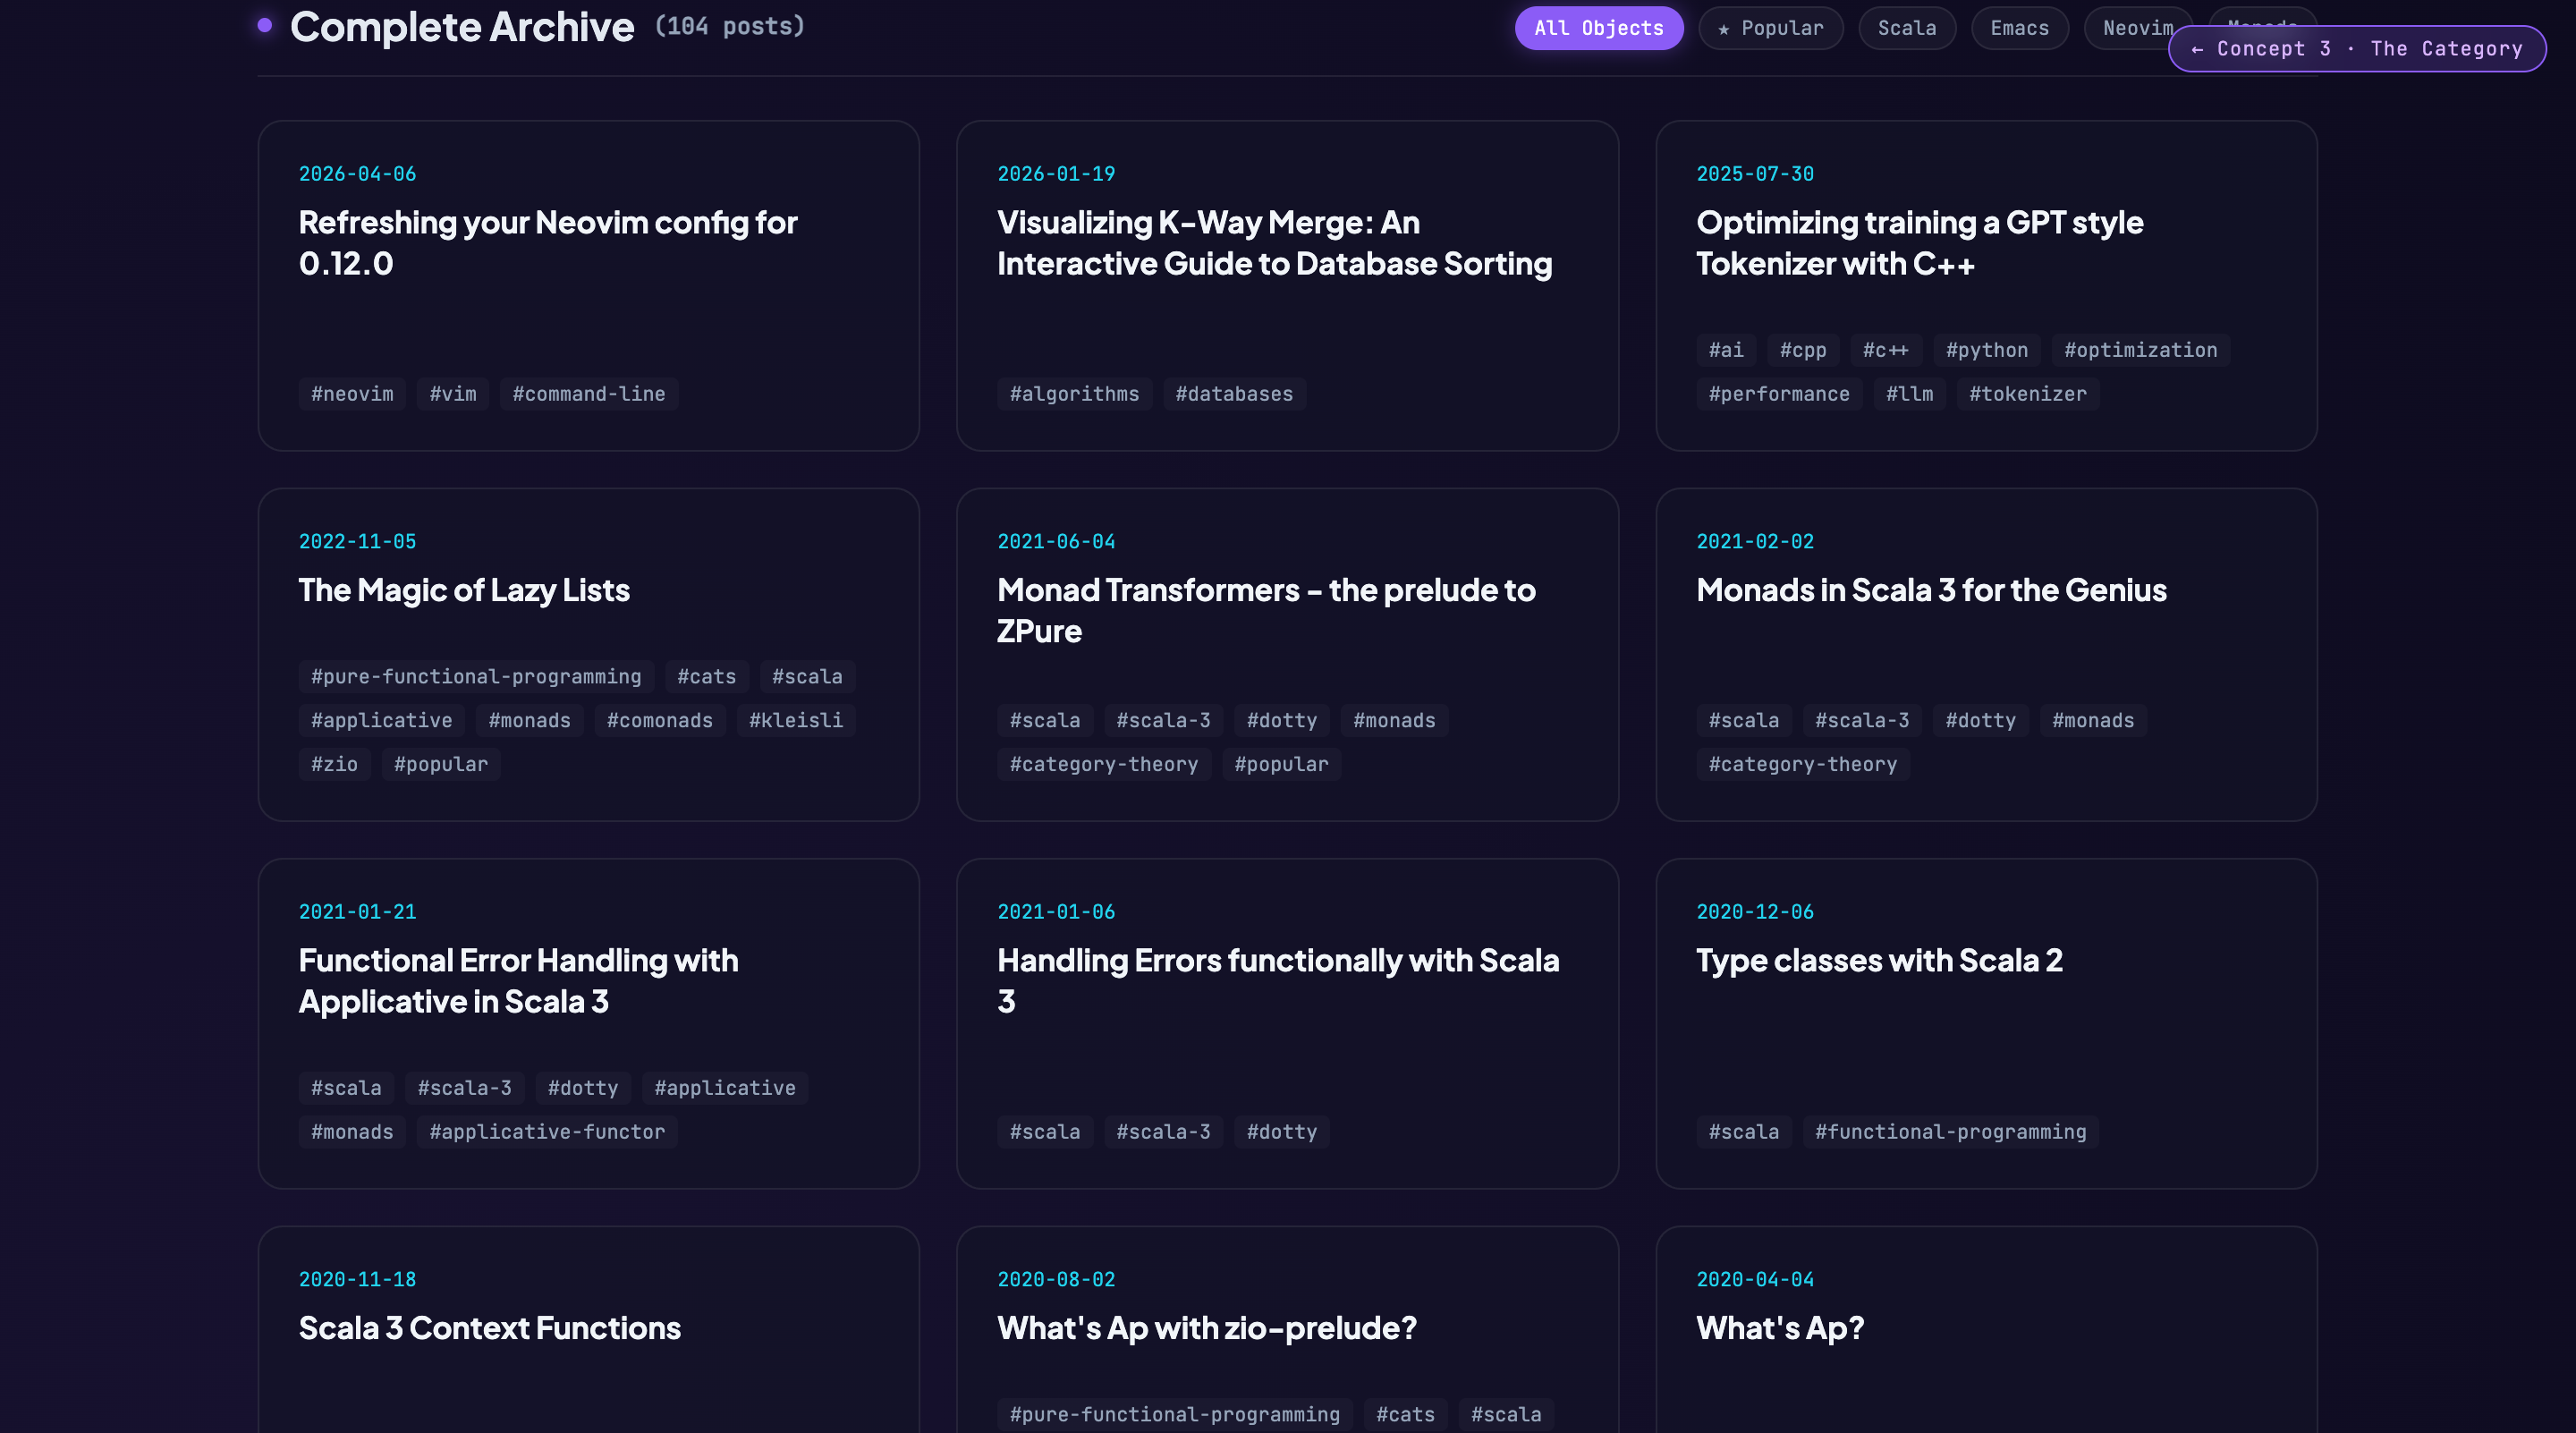 Complete Archive (104 posts)
All Objects
★ Popular
Scala
Emacs
Neovim
← Concept 3 · The Category
2026-04-06
Refreshing your Neovim config for
0.12.0
#neovim #vim #command-line
2026-01-19
Visualizing K-Way Merge: An
Interactive Guide to Database Sorting
#algorithms #databases
2025-07-30
Optimizing training a GPT style
Tokenizer with C++
#ai #cpp #c++ #python #optimization
#performance #llm #tokenizer
2022-11-05
The Magic of Lazy Lists
#pure-functional-programming #cats #scala
#applicative #monads #comonads #kleisli
#zio #popular
2021-06-04
Monad Transformers – the prelude to
ZPure
#scala #scala-3 #dotty #monads
#category-theory #popular
2021-02-02
Monads in Scala 3 for the Genius
#scala #scala-3 #dotty #monads
#category-theory
2021-01-21
Functional Error Handling with
Applicative in Scala 3
#scala #scala-3 #dotty #applicative
#monads #applicative-functor
2021-01-06
Handling Errors functionally with Scala
3
#scala #scala-3 #dotty
2020-12-06
Type classes with Scala 2
#scala #functional-programming
2020-11-18
Scala 3 Context Functions
2020-08-02
What's Ap with zio-prelude?
#pure-functional-programming #cats #scala
2020-04-04
What's Ap?